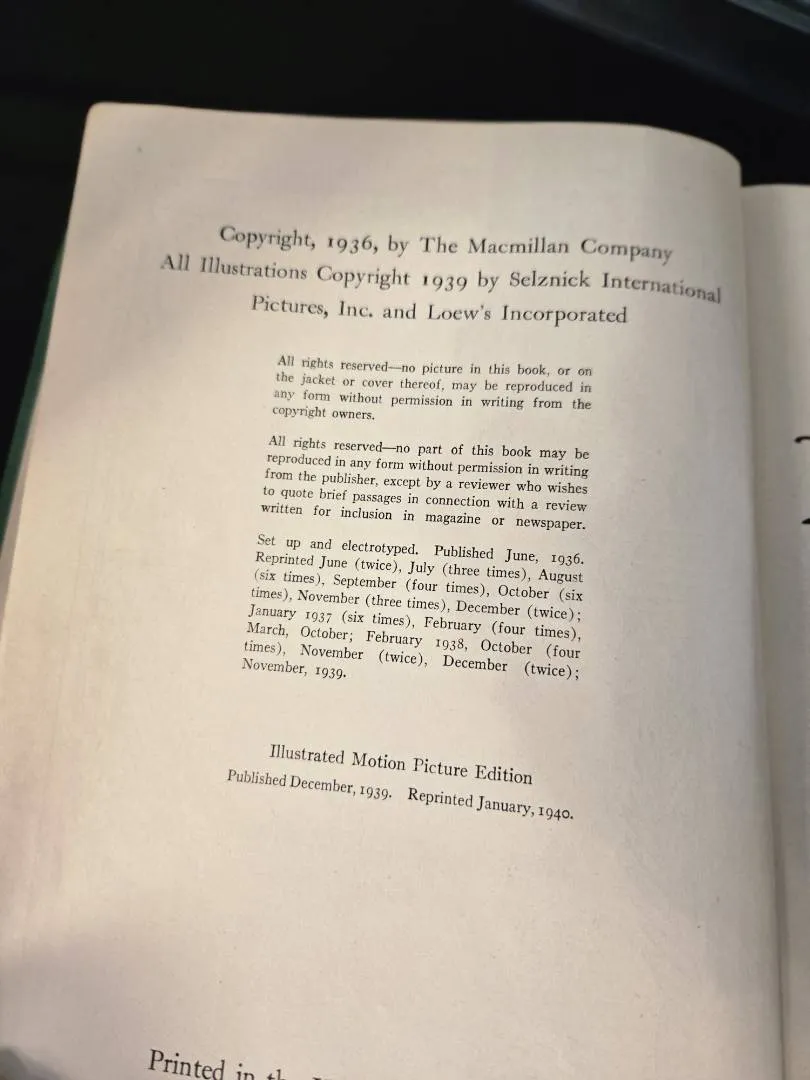 Copyright, 1936, by The Macmillan Company
All Illustrations Copyright 1939 by Selznick International
Pictures, Inc. and Loew's Incorporated
All rights reserved—no picture in this book, or on
the jacket or cover thereof, may be reproduced in
any form without permission in writing from the
copyright owners.
All rights reserved—no part of this book may be
reproduced in any form without permission in writing
from the publisher, except by a reviewer who wishes
to quote brief passages in connection with a review
written for inclusion in magazine or newspaper.
Set up and electrotyped. Published June, 1936.
Reprinted June (twice), July (three times), August
(six times), September (four times), October (six
times), November (three times), December (twice);
January 1937 (six times), February (four times),
March, October; February 1938, October (four
times), November (twice), December (twice);
November, 1939.
Illustrated Motion Picture Edition
Published December, 1939. Reprinted January, 1940.
Printed in